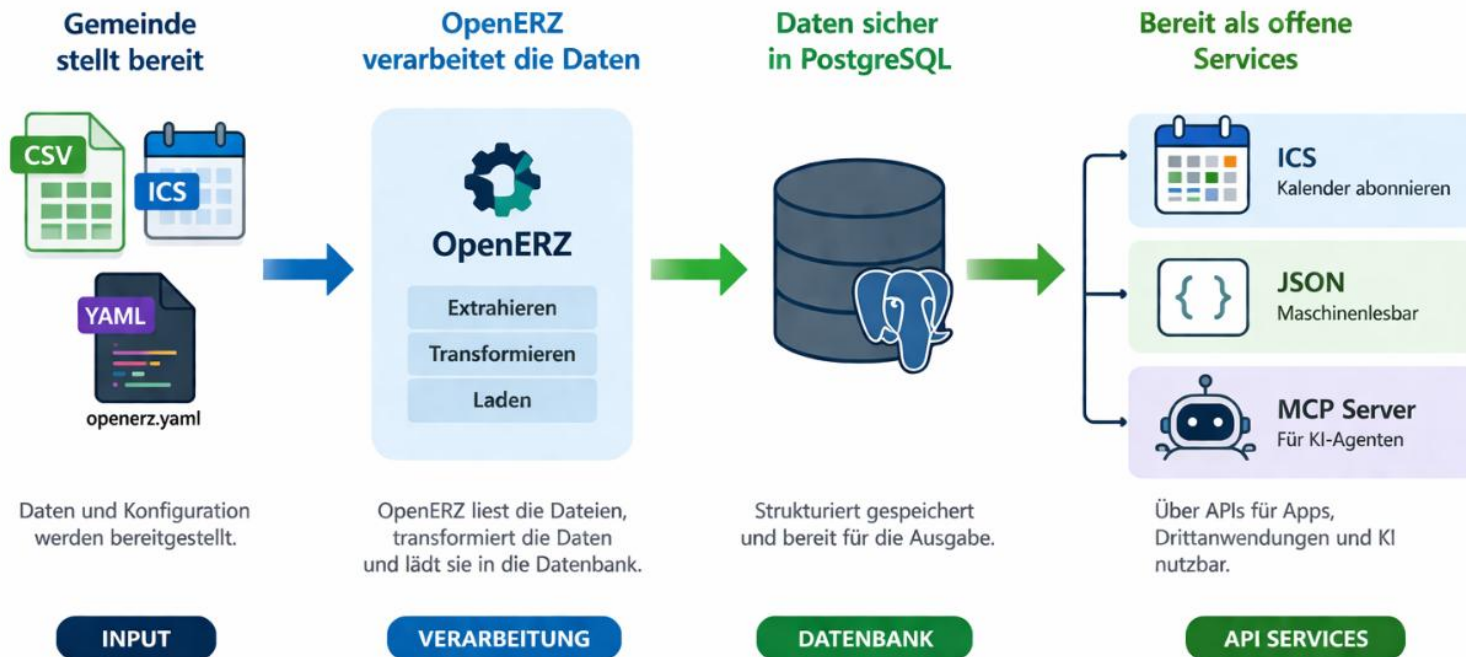 Gemeinde
stellt bereit
CSV
ICS
YAML
openerz.yaml
Daten und Konfiguration
werden bereitgestellt.
INPUT
OpenERZ
verarbeitet die Daten
OpenERZ
Extrahieren
Transformieren
Laden
OpenERZ liest die Dateien,
transformiert die Daten
und lädt sie in die Datenbank.
VERARBEITUNG
Daten sicher
in PostgreSQL
Strukturiert gespeichert
und bereit für die Ausgabe.
DATENBANK
Bereit als offene
Services
ICS
Kalender abonnieren
{ }
JSON
Maschinenlesbar
MCP Server
Für KI-Agenten
Über APIs für Apps,
Drittanwendungen und KI
nutzbar.
API SERVICES